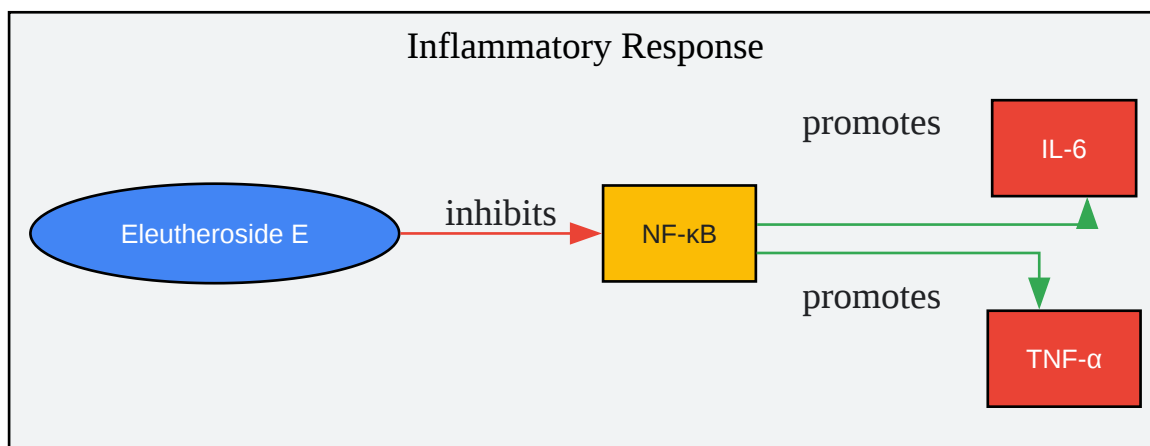 Inflammatory Response
promotes
IL-6
inhibits
Eleutheroside E
NF-κB
promotes
TNF-α